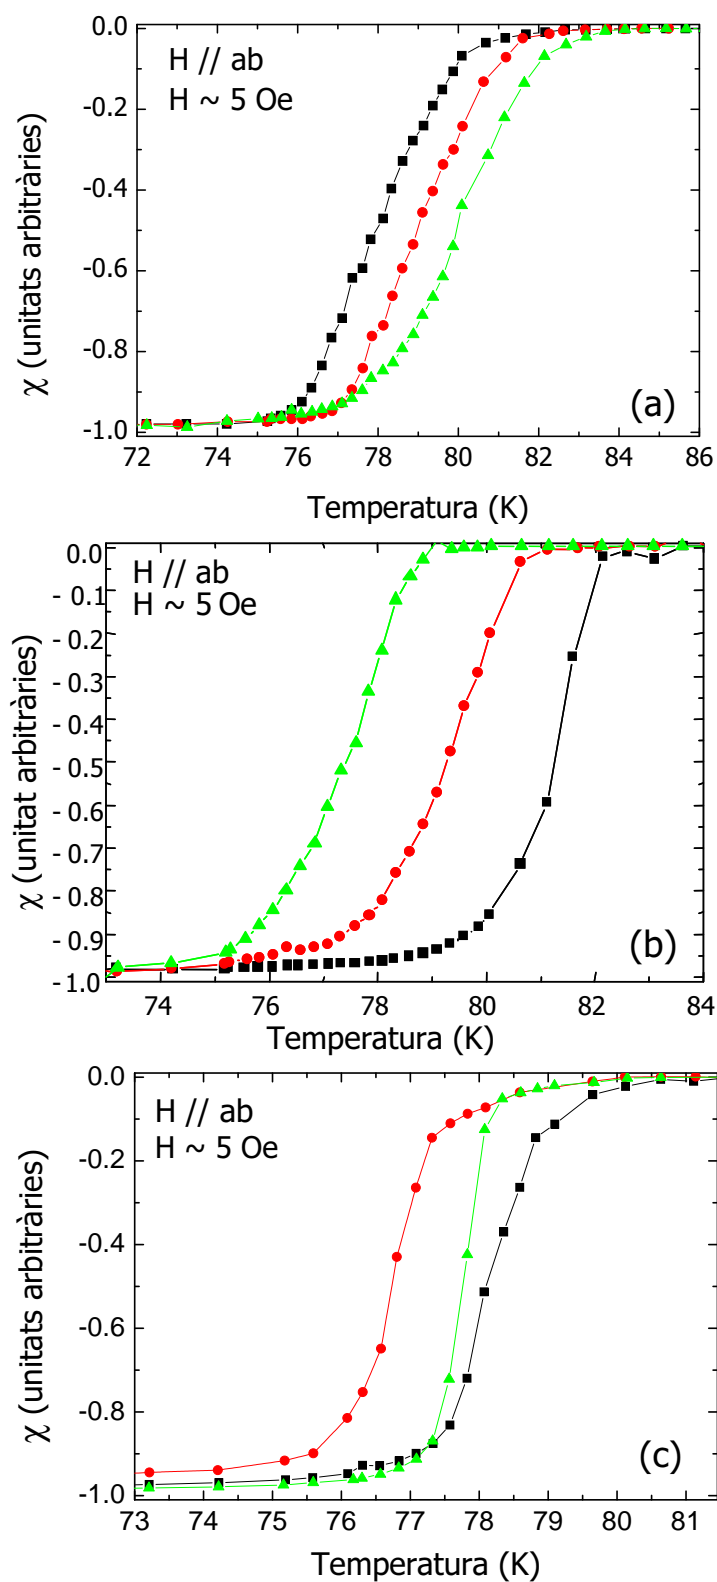 0.0
H // ab
H ~ 5 Oe
-0.2
-0.4
-0.6
-0.8
-1.0
χ (unitats arbitràries)
(a)
72 74 76 78 80 82 84 86
Temperatura (K)
0.0
H // ab
H ~ 5 Oe
- 0.1
- 0.2
- 0.3
- 0.4
- 0.5
- 0.6
- 0.7
- 0.8
- 0.9
- 1.0
χ (unitat arbitràries)
(b)
74 76 78 80 82 84
Temperatura (K)
0.0
H // ab
H ~ 5 Oe
-0.2
-0.4
-0.6
-0.8
-1.0
χ (unitats arbitràries)
(c)
73 74 75 76 77 78 79 80 81
Temperatura (K)